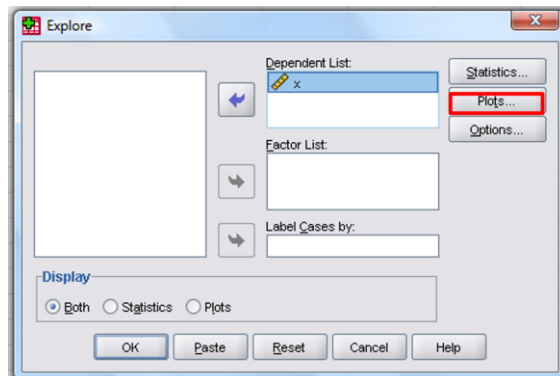 Explore
Dependent List:
x
Statistics...
Plots...
Options...
Factor List:
Label Cases by:
Display
Both Statistics Plots
OK Paste Reset Cancel Help